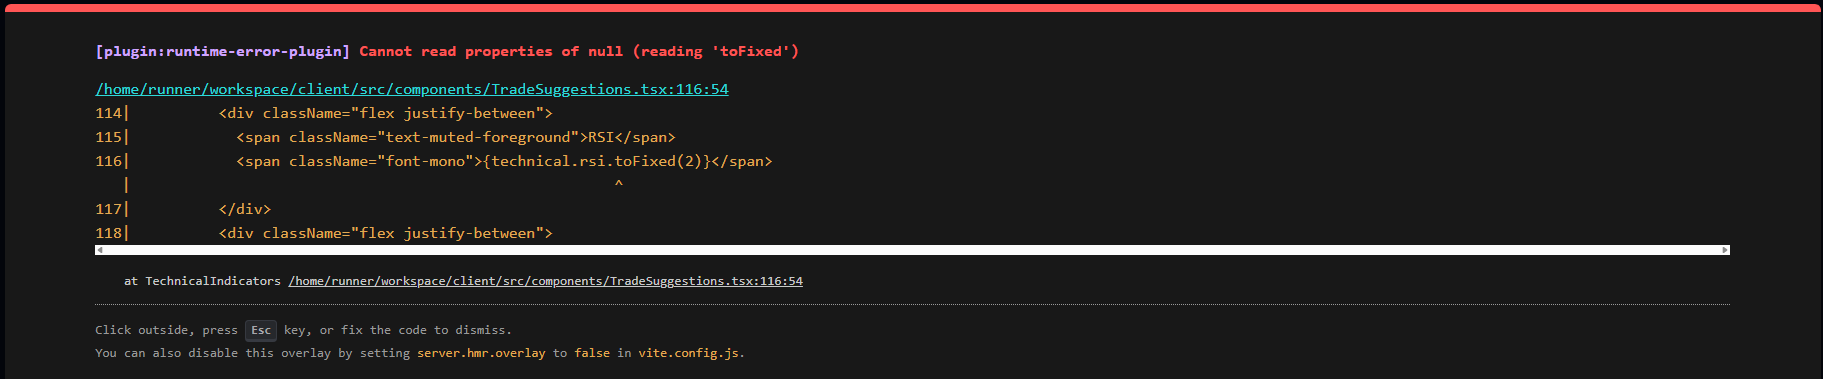 [plugin:runtime-error-plugin] Cannot read properties of null (reading 'toFixed')
/home/runner/workspace/client/src/components/TradeSuggestions.tsx:116:54
114|          <div className="flex justify-between">
115|            <span className="text-muted-foreground">RSI</span>
116|            <span className="font-mono">{technical.rsi.toFixed(2)}</span>
   |                                                       ^
117|          </div>
118|          <div className="flex justify-between">
at TechnicalIndicators /home/runner/workspace/client/src/components/TradeSuggestions.tsx:116:54
Click outside, press Esc key, or fix the code to dismiss.
You can also disable this overlay by setting server.hmr.overlay to false in vite.config.js.